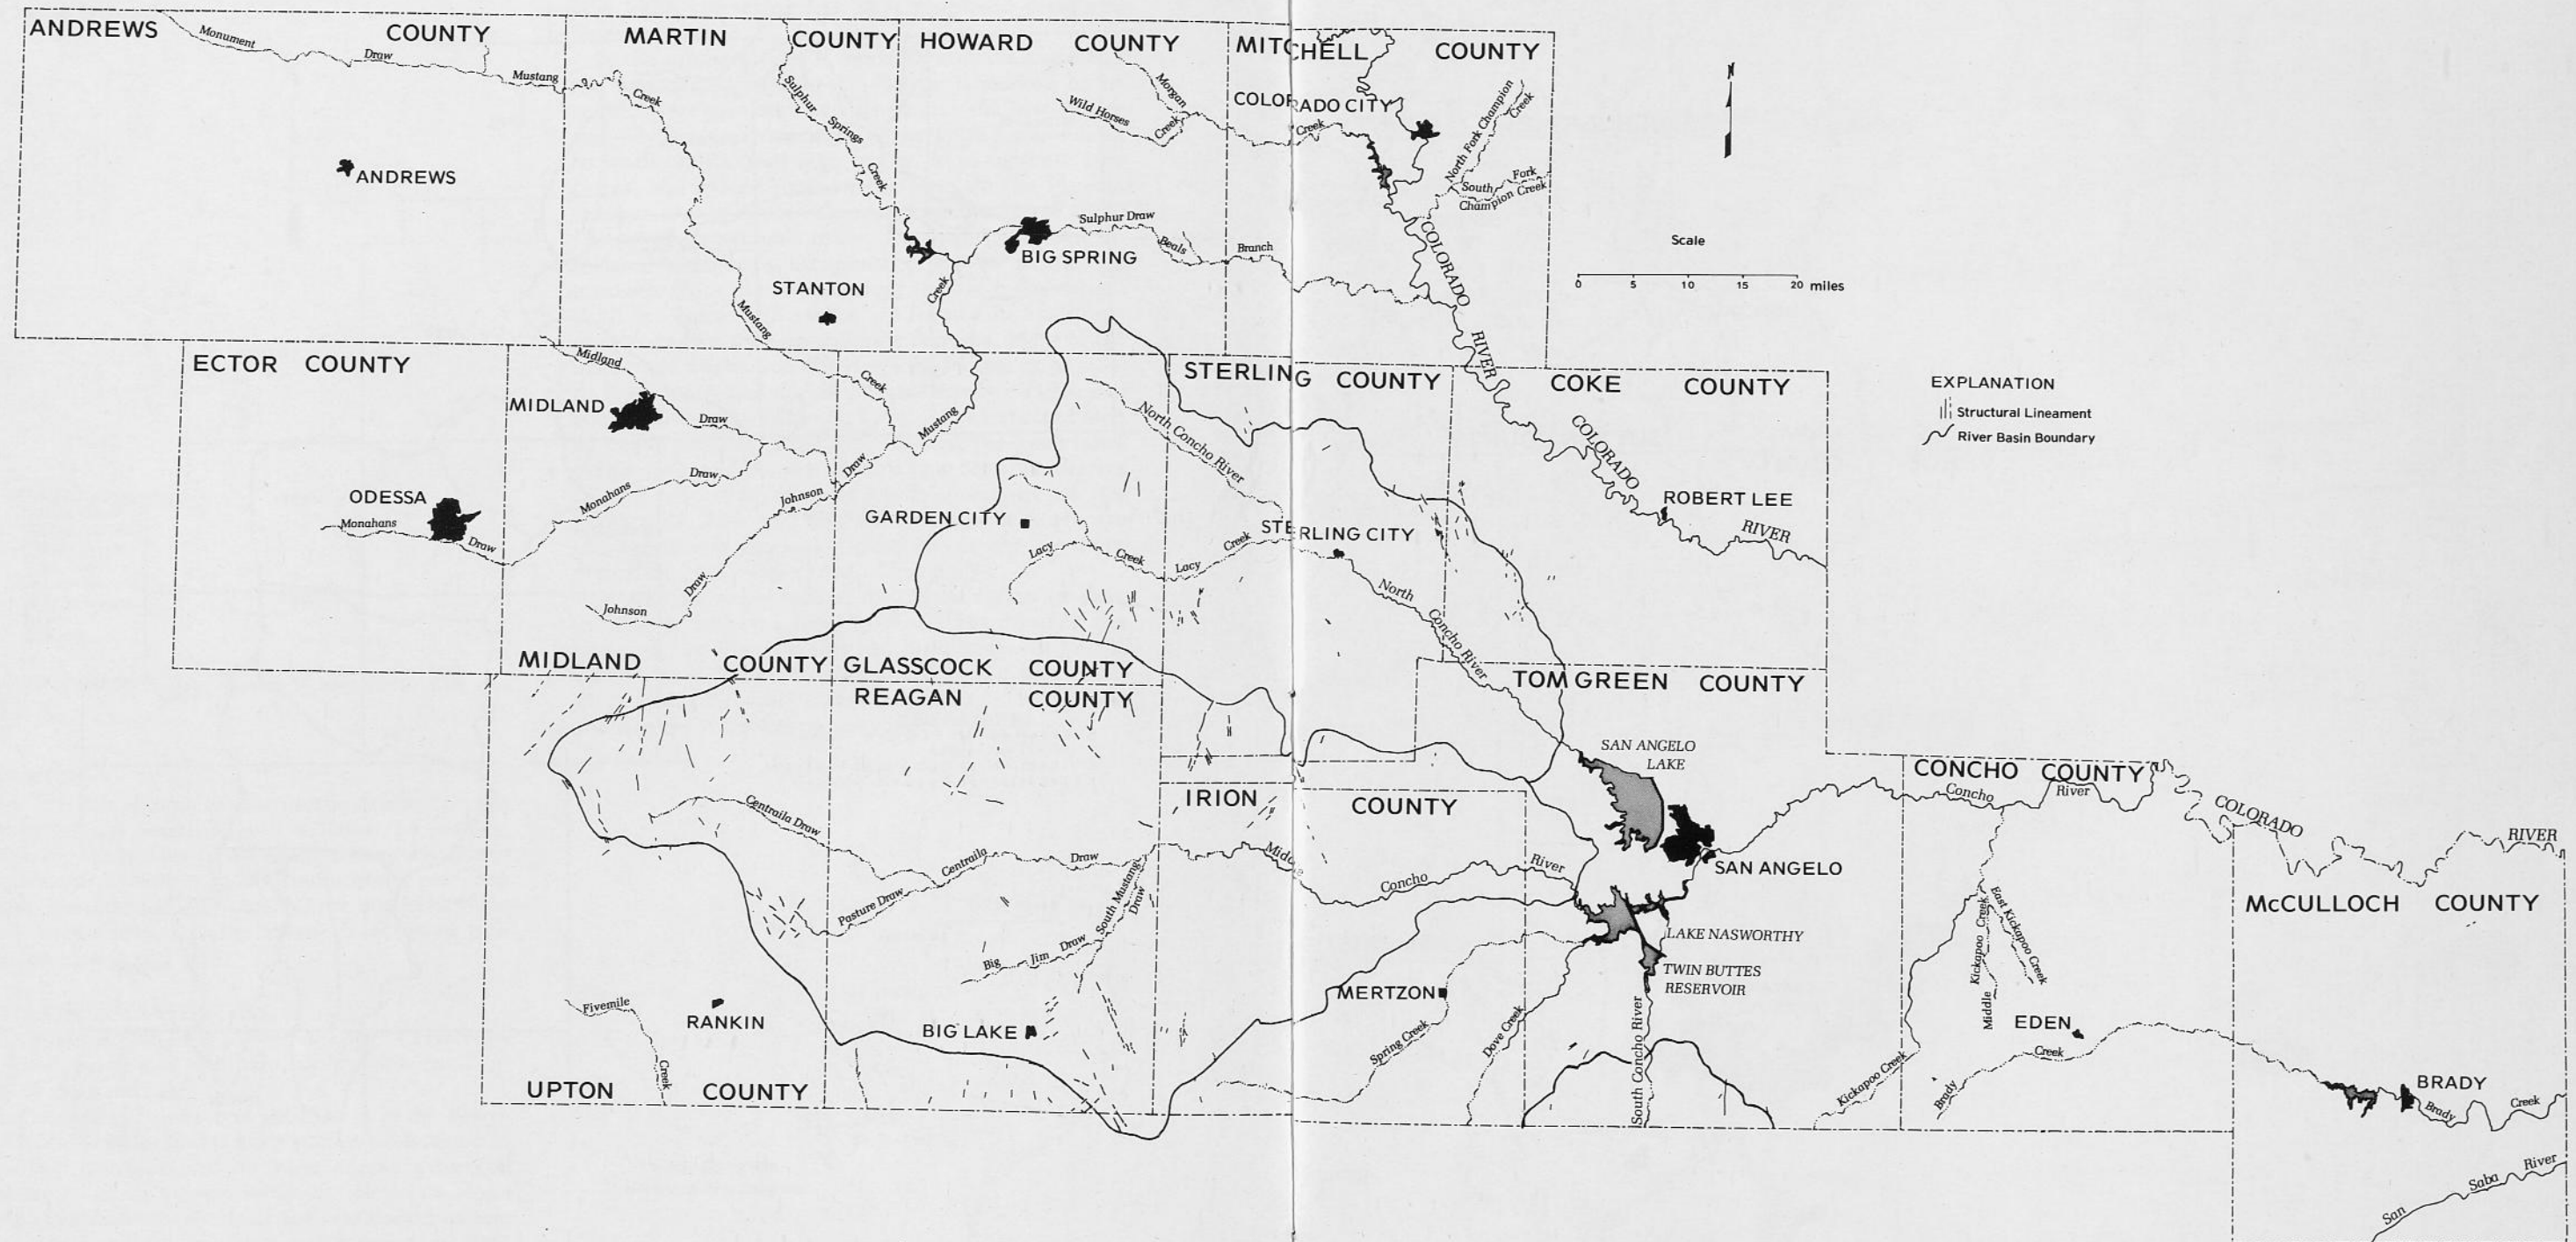 ANDREWS COUNTY
MARTIN COUNTY
HOWARD COUNTY
MITCHELL COUNTY
Monument
Draw
Mustang
Creek
Sulphur
Springs
Creek
Morgan
Creek
Wild Horses
COLORADO CITY
Creek
North Fork Champion
Creek
South Fork
Champion Creek
N
ANDREWS
Sulphur Draw
Beals
Branch
BIG SPRING
Creek
STANTON
Mustang
COLORADO
RIVER
Scale
0 5 10 15 20 miles
ECTOR COUNTY
Midland
MIDLAND
Draw
Creek
Mustang
STERLING COUNTY
COKE COUNTY
EXPLANATION
Structural Lineament
River Basin Boundary
North Concho River
COLORADO
RIVER
ROBERT LEE
ODESSA
Monahans
Draw
Monahans
Draw
Johnson
Draw
GARDEN CITY
STERLING CITY
Lacy
Creek
Lacy
Creek
North
Concho River
Johnson
Draw
MIDLAND COUNTY
GLASSCOCK COUNTY
REAGAN COUNTY
TOM GREEN COUNTY
SAN ANGELO
LAKE
CONCHO COUNTY
Concho
River
COLORADO
RIVER
IRION COUNTY
Centralia Draw
Centralia
Draw
Pasture Draw
South Mustang
Draw
Big Jim Draw
Concho
River
SAN ANGELO
McCULLOCH COUNTY
LAKE NASWORTHY
TWIN BUTTES
RESERVOIR
MERTZON
Spring Creek
Dove Creek
South Concho River
Kickapoo Creek
Middle
Kickapoo Creek
East Kickapoo Creek
EDEN
Creek
Brady
Fivemile
Creek
RANKIN
BIG LAKE
UPTON COUNTY
BRADY
Brady
Creek
San
Saba
River